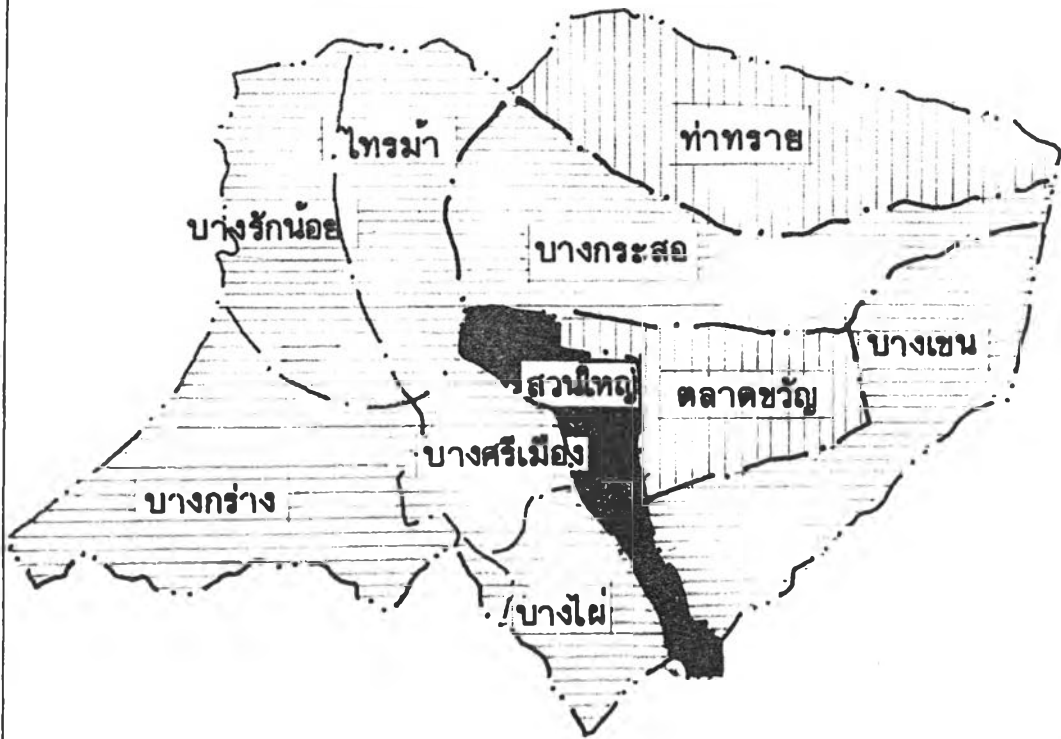 ท่าทราย
ไทรม้า
บางรักน้อย
บางกระสอ
บางเขน
สวนใหญ่
ตลาดขวัญ
บางศรีเมือง
บางกร่าง
บางไผ่